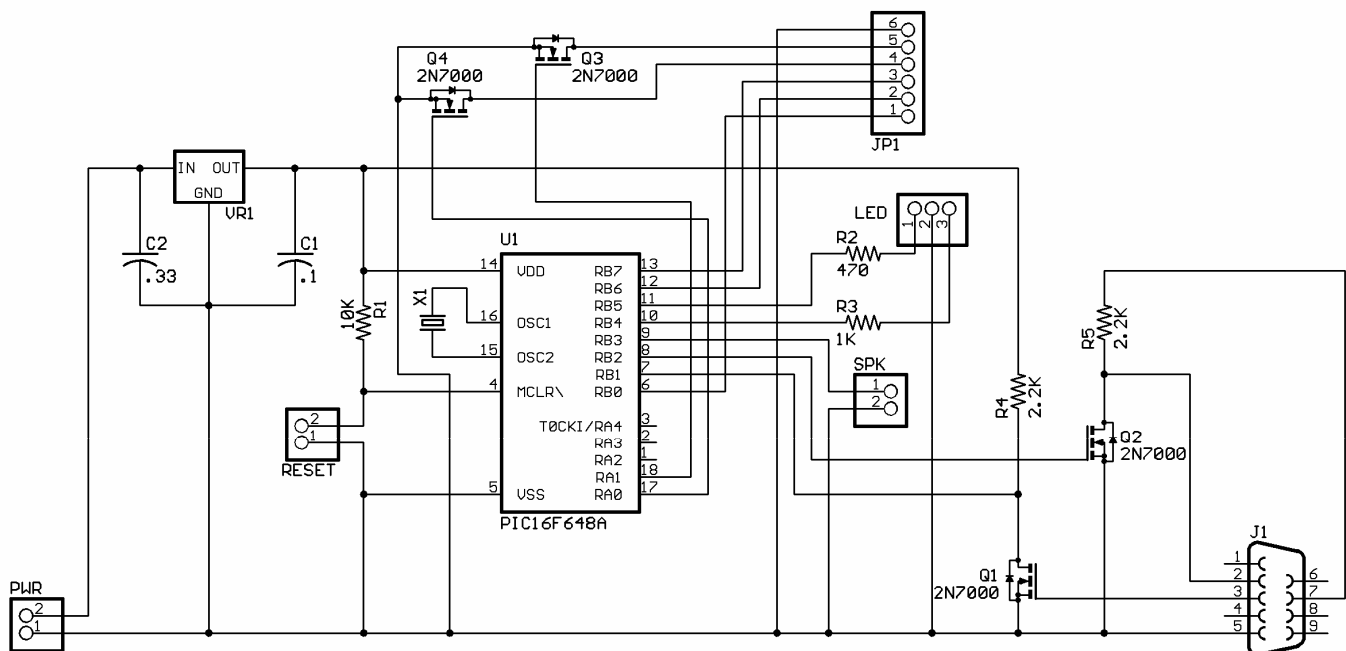 Q4
2N7000
Q3
2N7000
6
5
4
3
2
1
JP1
IN OUT
GND
VR1
C2
.33
C1
.1
10K
R1
X1
U1
14 VDD
16 OSC1
15 OSC2
4 MCLR\
5 VSS
RB7 13
RB6 12
RB5 11
RB4 10
RB3 9
RB2 8
RB1 7
RB0 6
T0CKI/RA4 3
RA3 2
RA2 1
RA1 18
RA0 17
PIC16F648A
LED
1
2
3
R2
470
R3
1K
SPK
1
2
R4
2.2K
R5
2.2K
Q2
2N7000
Q1
2N7000
J1
1
2
3
4
5
6
7
8
9
2
1
RESET
PWR
2
1